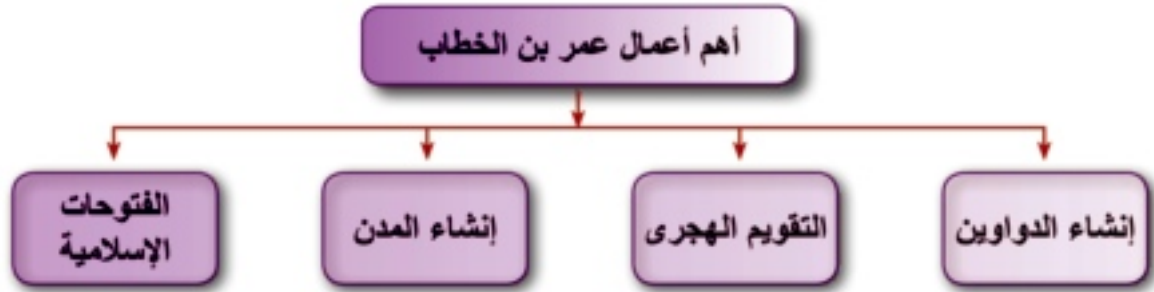 أهم أعمال عمر بن الخطاب
إنشاء الدواوين
التقويم الهجرى
إنشاء المدن
الفتوحات
الإسلامية